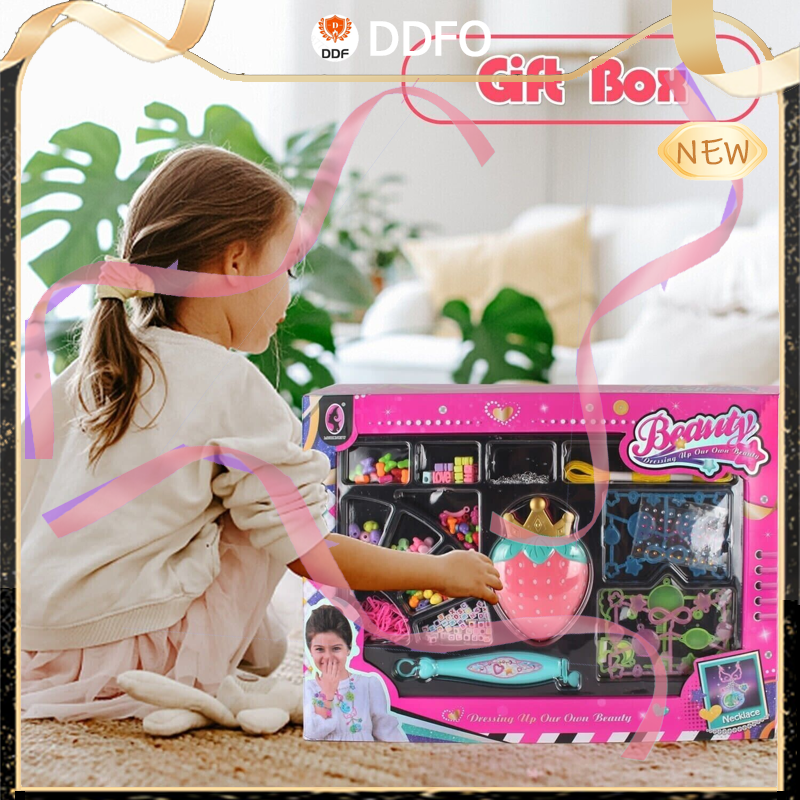 DDF
DDFO
Gift Box
NEW
Beauty
Dressing Up Our Own Beauty
LOVE
Dressing Up Our Own Beauty
Necklace